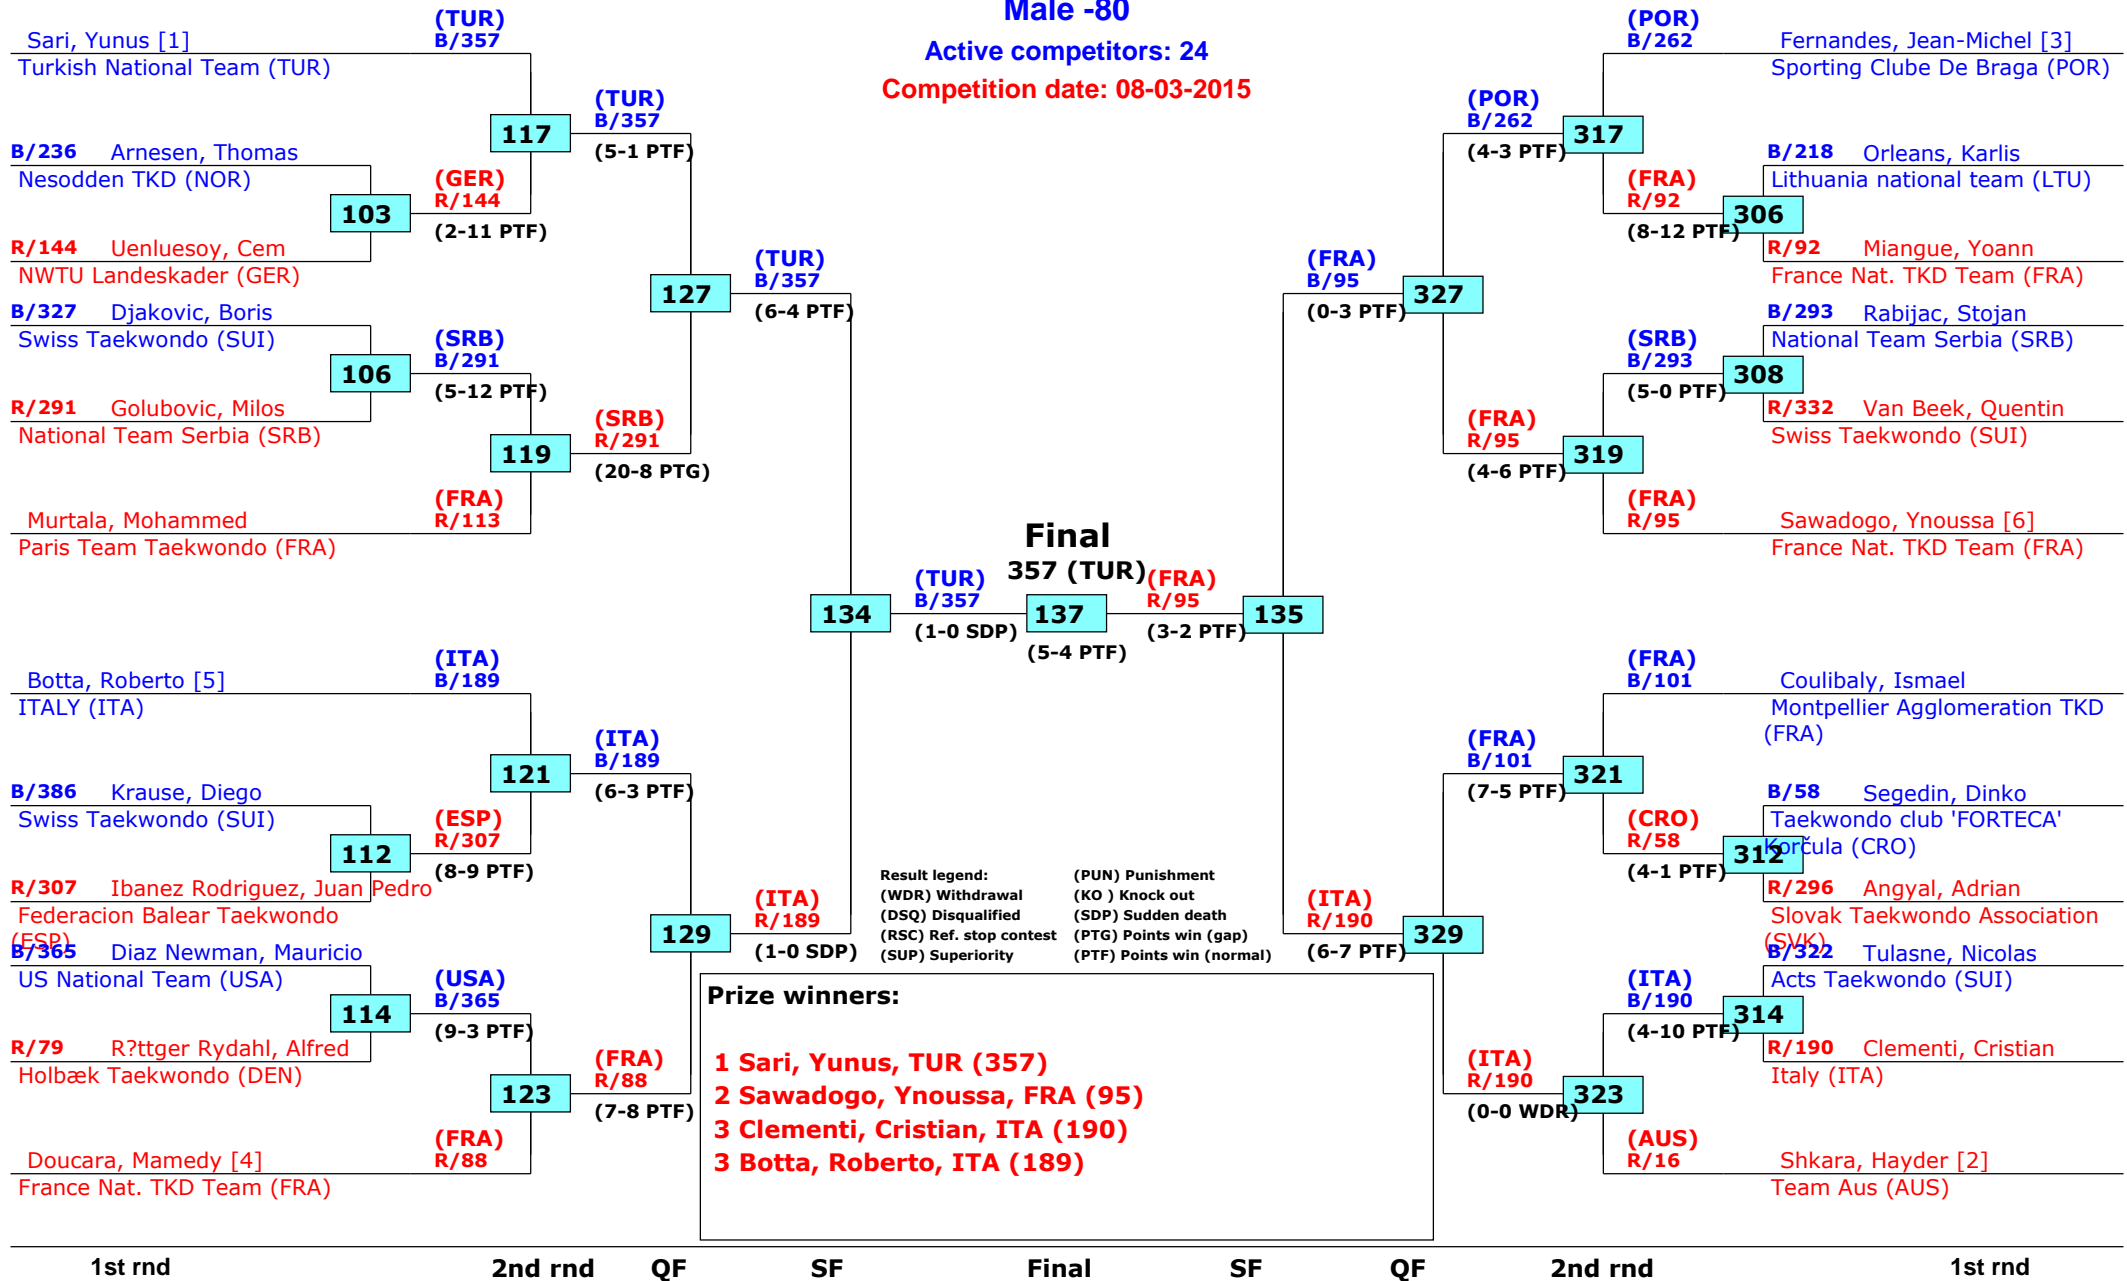 Male -80
Active competitors: 24
Competition date: 08-03-2015
Sari, Yunus [1]
Turkish National Team (TUR)
(TUR)
B/357
B/236 Arnesen, Thomas
Nesodden TKD (NOR)
103
R/144 Uenluesoy, Cem
NWTU Landeskader (GER)
(GER)
R/144
(2-11 PTF)
117
(TUR)
B/357
(5-1 PTF)
B/327 Djakovic, Boris
Swiss Taekwondo (SUI)
106
R/291 Golubovic, Milos
National Team Serbia (SRB)
(SRB)
B/291
(5-12 PTF)
119
Murtala, Mohammed
Paris Team Taekwondo (FRA)
(FRA)
R/113
(SRB)
R/291
(20-8 PTG)
127
(TUR)
B/357
(6-4 PTF)
Botta, Roberto [5]
ITALY (ITA)
(ITA)
B/189
B/386 Krause, Diego
Swiss Taekwondo (SUI)
112
R/307 Ibanez Rodriguez, Juan Pedro
Federacion Balear Taekwondo
(ESP)
(ESP)
R/307
(8-9 PTF)
121
(ITA)
B/189
(6-3 PTF)
B/365 Diaz Newman, Mauricio
US National Team (USA)
114
R/79 R?ttger Rydahl, Alfred
Holbæk Taekwondo (DEN)
(USA)
B/365
(9-3 PTF)
123
Doucara, Mamedy [4]
France Nat. TKD Team (FRA)
(FRA)
R/88
(FRA)
R/88
(7-8 PTF)
129
(ITA)
R/189
(1-0 SDP)
134
(TUR)
B/357
(1-0 SDP)
Final
357 (TUR)
137
(5-4 PTF)
(FRA)
R/95
(3-2 PTF)
135
(FRA)
B/95
(0-3 PTF)
327
(POR)
B/262
(4-3 PTF)
317
(POR)
B/262
Fernandes, Jean-Michel [3]
Sporting Clube De Braga (POR)
(FRA)
R/92
(8-12 PTF)
306
B/218 Orleans, Karlis
Lithuania national team (LTU)
R/92 Miangue, Yoann
France Nat. TKD Team (FRA)
(FRA)
R/95
(4-6 PTF)
319
(SRB)
B/293
(5-0 PTF)
308
B/293 Rabijac, Stojan
National Team Serbia (SRB)
R/332 Van Beek, Quentin
Swiss Taekwondo (SUI)
(FRA)
R/95
Sawadogo, Ynoussa [6]
France Nat. TKD Team (FRA)
(ITA)
R/190
(6-7 PTF)
329
(FRA)
B/101
(7-5 PTF)
321
(FRA)
B/101
Coulibaly, Ismael
Montpellier Agglomeration TKD
(FRA)
(CRO)
R/58
(4-1 PTF)
312
B/58 Segedin, Dinko
Taekwondo club 'FORTECA'
Korčula (CRO)
R/296 Angyal, Adrian
Slovak Taekwondo Association
(SVK)
(ITA)
R/190
(0-0 WDR)
323
(ITA)
B/190
(4-10 PTF)
314
B/322 Tulasne, Nicolas
Acts Taekwondo (SUI)
R/190 Clementi, Cristian
Italy (ITA)
(AUS)
R/16
Shkara, Hayder [2]
Team Aus (AUS)
Result legend: (PUN) Punishment
(WDR) Withdrawal (KO ) Knock out
(DSQ) Disqualified (SDP) Sudden death
(RSC) Ref. stop contest (PTG) Points win (gap)
(SUP) Superiority (PTF) Points win (normal)
Prize winners:
1 Sari, Yunus, TUR (357)
2 Sawadogo, Ynoussa, FRA (95)
3 Clementi, Cristian, ITA (190)
3 Botta, Roberto, ITA (189)
1st rnd 2nd rnd QF SF Final SF QF 2nd rnd 1st rnd